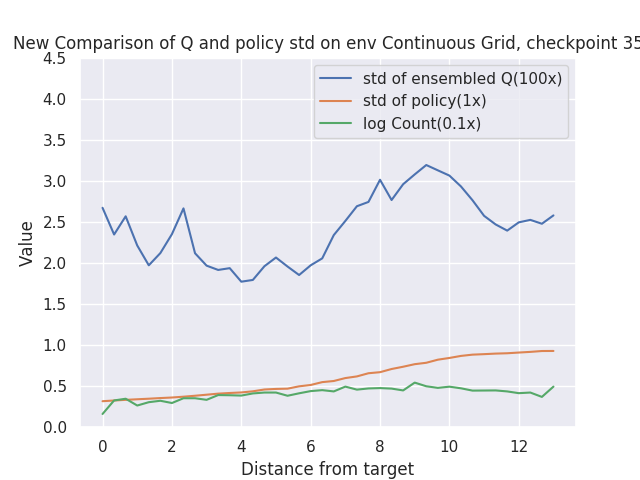 New Comparison of Q and policy std on env Continuous Grid, checkpoint 35
std of ensembled Q(100x)
std of policy(1x)
log Count(0.1x)
4.5
4.0
3.5
3.0
2.5
2.0
1.5
1.0
0.5
0.0
Value
0 2 4 6 8 10 12
Distance from target